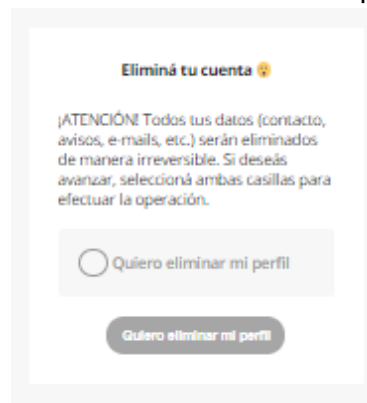 Eliminá tu cuenta 😯
¡ATENCIÓN! Todos tus datos (contacto,
avisos, e-mails, etc.) serán eliminados
de manera irreversible. Si deseás
avanzar, seleccioná ambas casillas para
efectuar la operación.
Quiero eliminar mi perfil
Quiero eliminar mi perfil